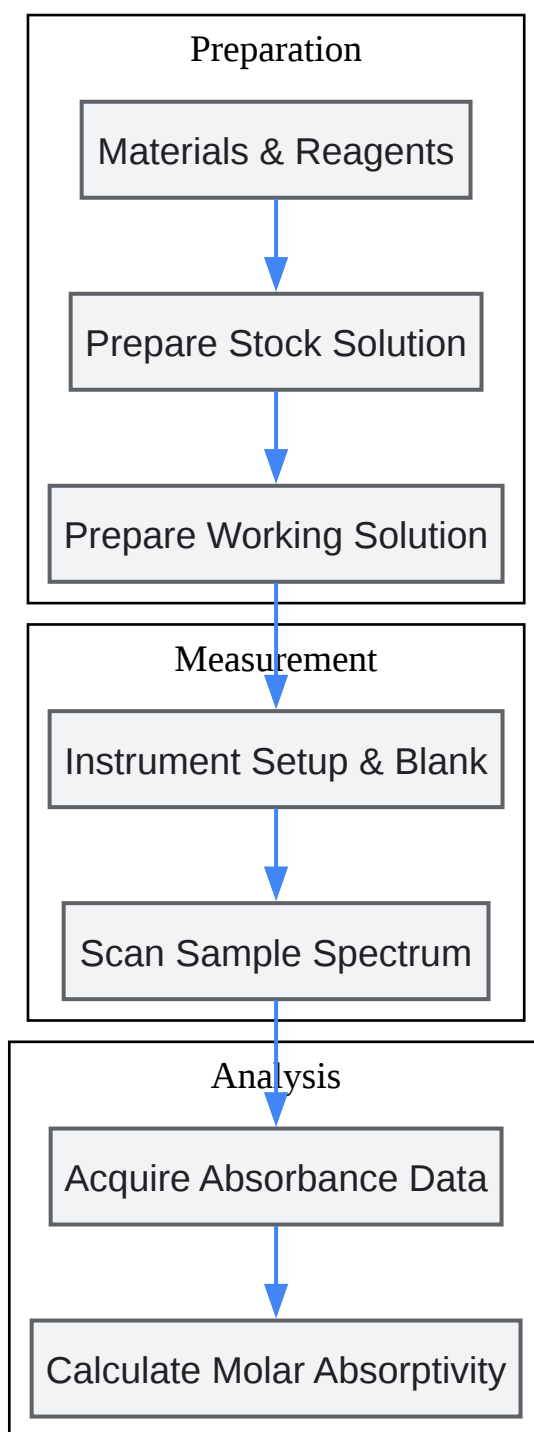 Preparation
Materials & Reagents
Prepare Stock Solution
Prepare Working Solution
Measurement
Instrument Setup & Blank
Scan Sample Spectrum
Analysis
Acquire Absorbance Data
Calculate Molar Absorptivity